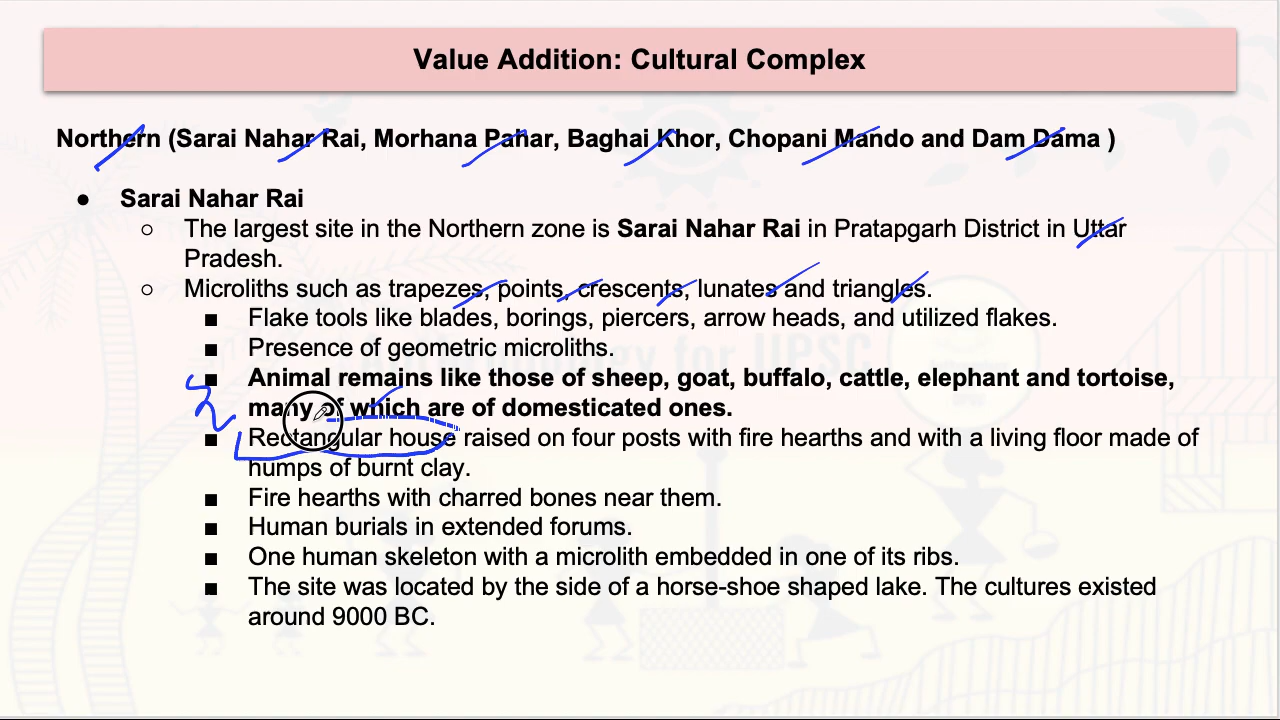 Value Addition: Cultural Complex
Northern (Sarai Nahar Rai, Morhana Pahar, Baghai Khor, Chopani Mando and Dam Dama )
● Sarai Nahar Rai
○ The largest site in the Northern zone is Sarai Nahar Rai in Pratapgarh District in Uttar
Pradesh.
○ Microliths such as trapezes, points, crescents, lunates and triangles.
■ Flake tools like blades, borings, piercers, arrow heads, and utilized flakes.
■ Presence of geometric microliths.
■ Animal remains like those of sheep, goat, buffalo, cattle, elephant and tortoise,
many of which are of domesticated ones.
■ Rectangular house raised on four posts with fire hearths and with a living floor made of
humps of burnt clay.
■ Fire hearths with charred bones near them.
■ Human burials in extended forums.
■ One human skeleton with a microlith embedded in one of its ribs.
■ The site was located by the side of a horse-shoe shaped lake. The cultures existed
around 9000 BC.
for UPSC